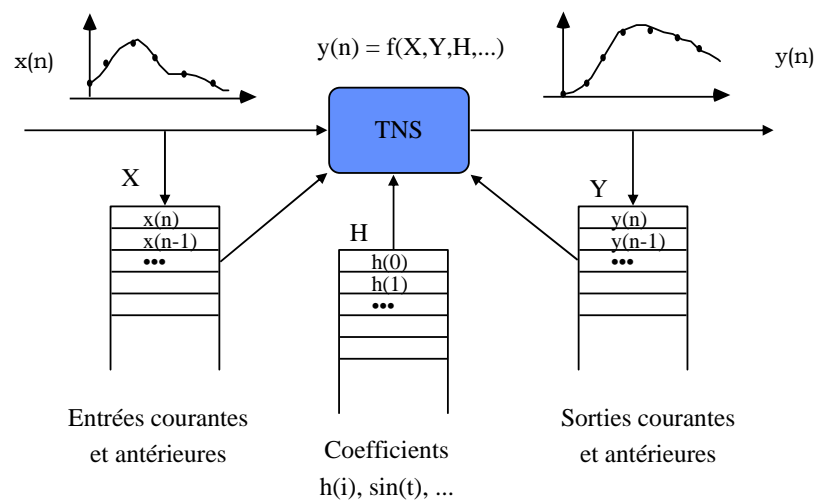 x(n)
y(n) = f(X,Y,H,...)
y(n)
TNS
X
Y
x(n)
x(n-1)
•••
H
h(0)
h(1)
•••
y(n)
y(n-1)
•••
Entrées courantes
et antérieures
Coefficients
h(i), sin(t), ...
Sorties courantes
et antérieures